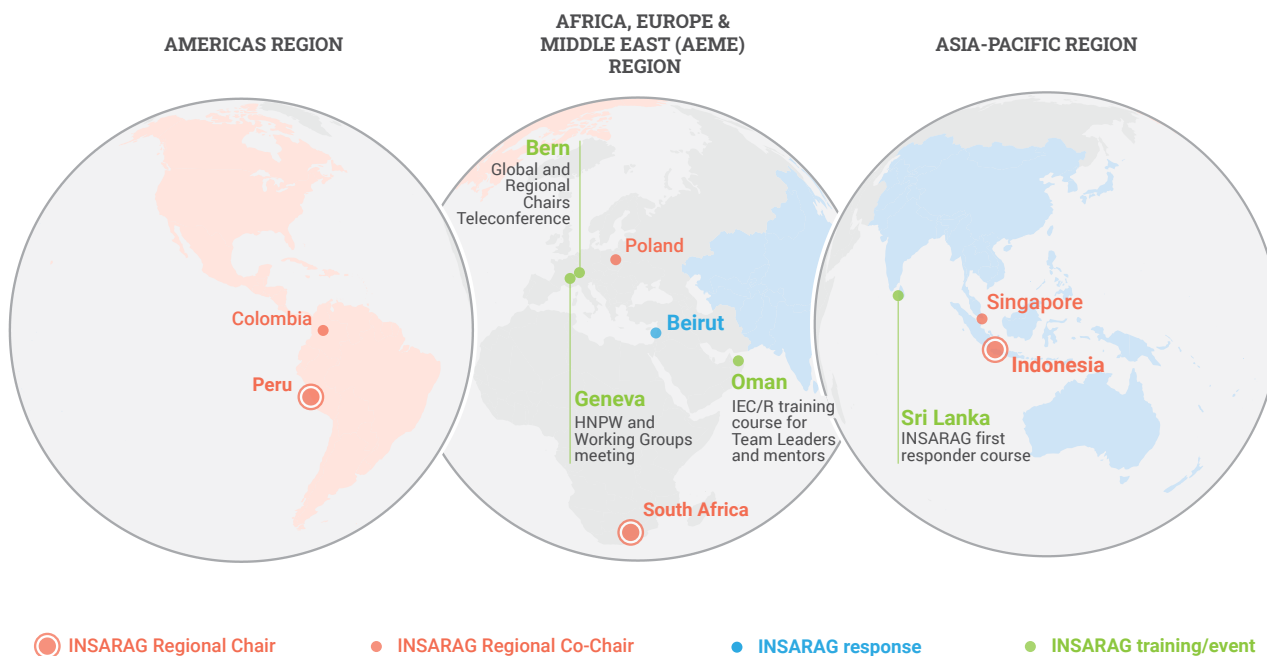 AMERICAS REGION
AFRICA, EUROPE &
MIDDLE EAST (AEME)
REGION
ASIA-PACIFIC REGION
Colombia
Peru
Bern
Global and
Regional
Chairs
Teleconference
Poland
Beirut
Geneva
HNPW and
Working Groups
meeting
Oman
IEC/R training
course for
Team Leaders
and mentors
South Africa
Singapore
Indonesia
Sri Lanka
INSARAG first
responder course
INSARAG Regional Chair
INSARAG Regional Co-Chair
INSARAG response
INSARAG training/event